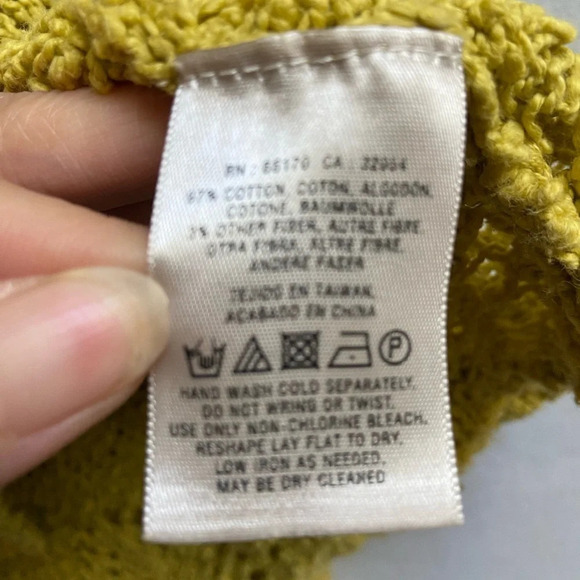 RN: 66170 CA: 32904
97% COTTON, COTON, ALGODÓN,
COTONE, BAUMWOLLE
3% OTHER FIBER, AUTRE FIBRE,
OTRA FIBRA, ALTRE FIBRE,
ANDERE FASER
TEJIDO EN TAIWAN,
ACABADO EN CHINA
P
HAND WASH COLD SEPARATELY.
DO NOT WRING OR TWIST.
USE ONLY NON-CHLORINE BLEACH.
RESHAPE LAY FLAT TO DRY.
LOW IRON AS NEEDED.
MAY BE DRY CLEANED